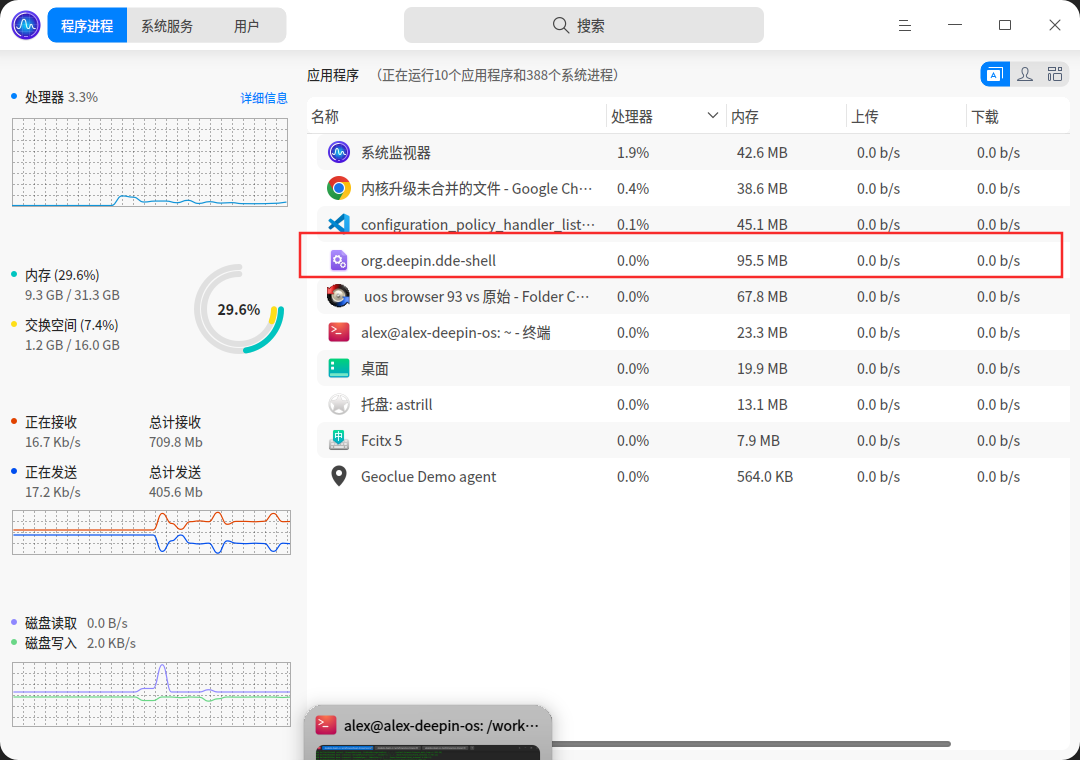 程序进程 系统服务 用户 搜索
应用程序 （正在运行10个应用程序和388个系统进程）
处理器 3.3% 详细信息
名称 处理器 内存 上传 下载
系统监视器 1.9% 42.6 MB 0.0 b/s 0.0 b/s
内核升级未合并的文件 - Google Ch··· 0.4% 38.6 MB 0.0 b/s 0.0 b/s
configuration_policy_handler_list··· 0.1% 45.1 MB 0.0 b/s 0.0 b/s
org.deepin.dde-shell 0.0% 95.5 MB 0.0 b/s 0.0 b/s
uos browser 93 vs 原始 - Folder C··· 0.0% 67.8 MB 0.0 b/s 0.0 b/s
alex@alex-deepin-os: ~ - 终端 0.0% 23.3 MB 0.0 b/s 0.0 b/s
桌面 0.0% 19.9 MB 0.0 b/s 0.0 b/s
托盘: astrill 0.0% 13.1 MB 0.0 b/s 0.0 b/s
Fcitx 5 0.0% 7.9 MB 0.0 b/s 0.0 b/s
Geoclue Demo agent 0.0% 564.0 KB 0.0 b/s 0.0 b/s
内存 (29.6%)
9.3 GB / 31.3 GB
29.6%
交换空间 (7.4%)
1.2 GB / 16.0 GB
正在接收 总计接收
16.7 Kb/s 709.8 Mb
正在发送 总计发送
17.2 Kb/s 405.6 Mb
磁盘读取 0.0 B/s
磁盘写入 2.0 KB/s
alex@alex-deepin-os: /work···